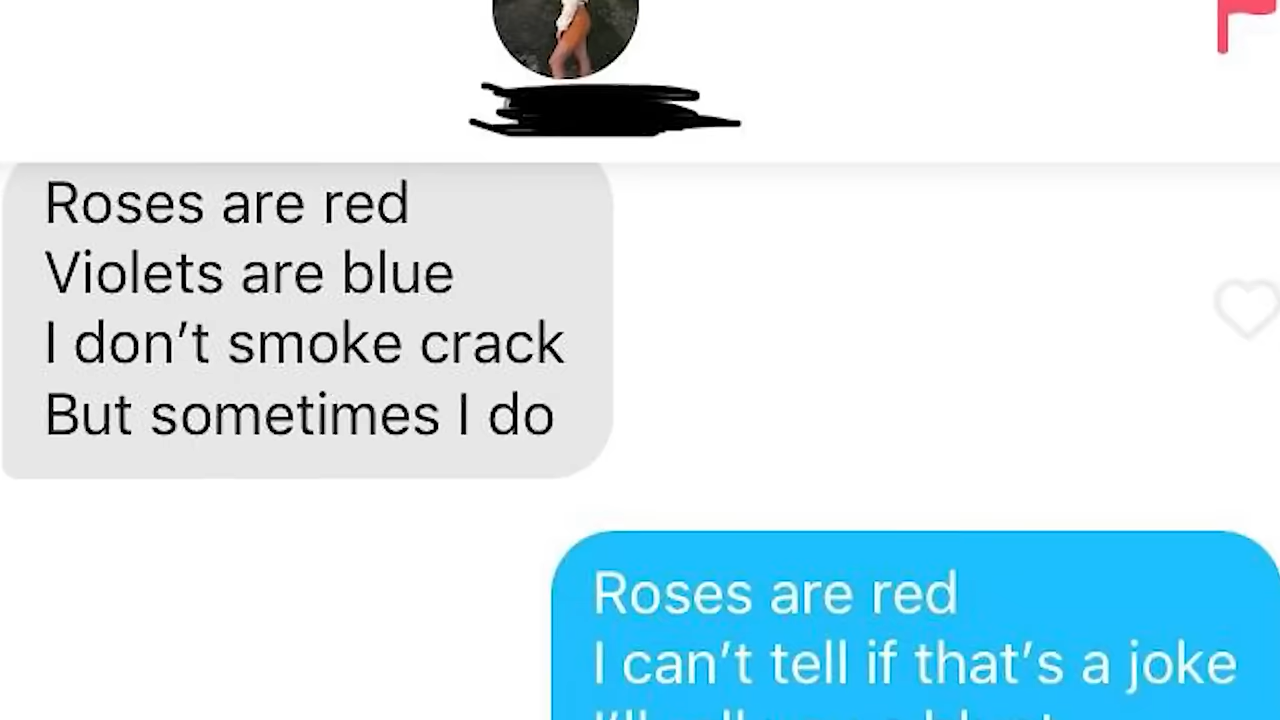 Roses are red
Violets are blue
I don’t smoke crack
But sometimes I do
Roses are red
I can’t tell if that’s a joke